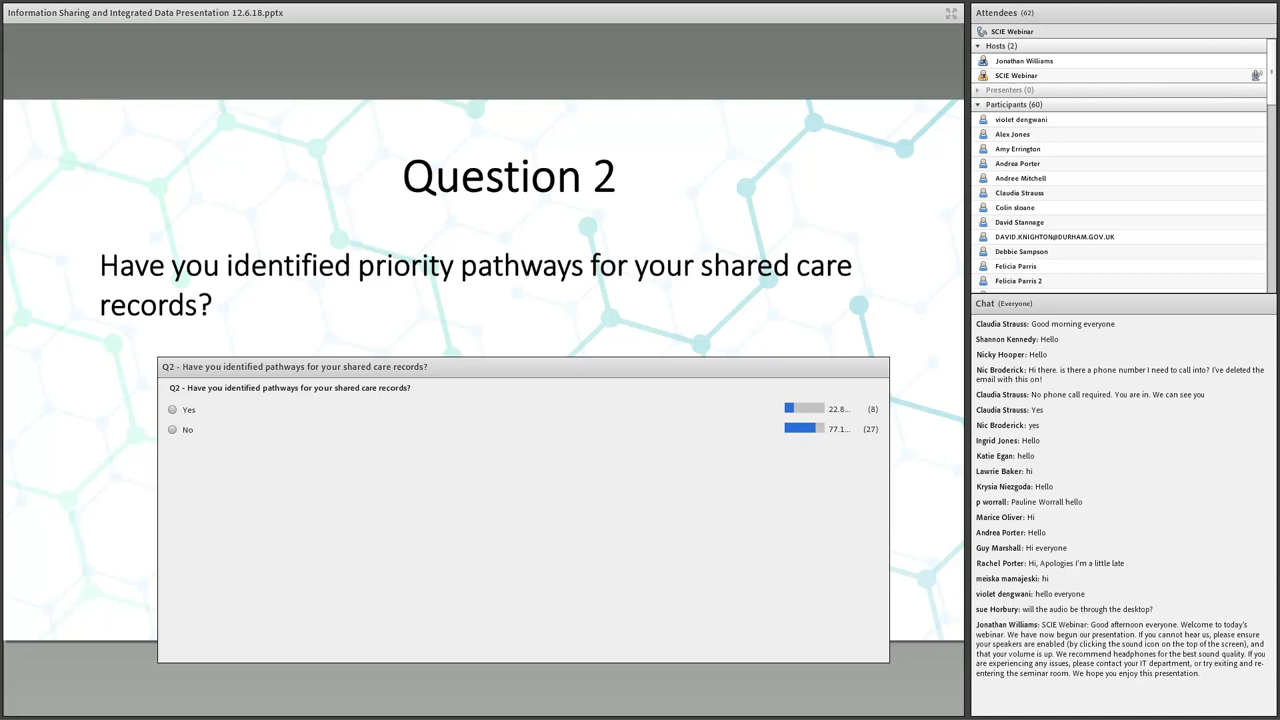 Information Sharing and Integrated Data Presentation 12.6.18.pptx
Question 2
Have you identified priority pathways for your shared care
records?
Q2 - Have you identified pathways for your shared care records?
Q2 - Have you identified pathways for your shared care records?
Yes 22.8... (8)
No 77.1... (27)
Attendees (62)
SCIE Webinar
Hosts (2)
Jonathan Williams
SCIE Webinar
Presenters (0)
Participants (60)
violet dengwani
Alex Jones
Amy Errington
Andrea Porter
Andree Mitchell
Claudia Strauss
Colin sloane
David Stannage
DAVID.KNIGHTON@DURHAM.GOV.UK
Debbie Sampson
Felicia Parris
Felicia Parris 2
Chat (Everyone)
Claudia Strauss: Good morning everyone
Shannon Kennedy: Hello
Nicky Hooper: Hello
Nic Broderick: Hi there. is there a phone number I need to call into? I've deleted the
email with this on!
Claudia Strauss: No phone call required. You are in. We can see you
Claudia Strauss: Yes
Nic Broderick: yes
Ingrid Jones: Hello
Katie Egan: hello
Lawrie Baker: hi
Krysia Niezgoda: Hello
p worrall: Pauline Worrall hello
Marice Oliver: Hi
Andrea Porter: Hello
Guy Marshall: Hi everyone
Rachel Porter: Hi, Apologies I'm a little late
meiska mamajeski: hi
violet dengwani: hello everyone
sue Horbury: will the audio be through the desktop?
Jonathan Williams: SCIE Webinar: Good afternoon everyone. Welcome to today's
webinar. We have now begun our presentation. If you cannot hear us, please ensure
your speakers are enabled (by clicking the sound icon on the top of the screen), and
that your volume is up. We recommend headphones for the best sound quality. If you
are experiencing any issues, please contact your IT department, or try exiting and re-
entering the seminar room. We hope you enjoy this presentation.